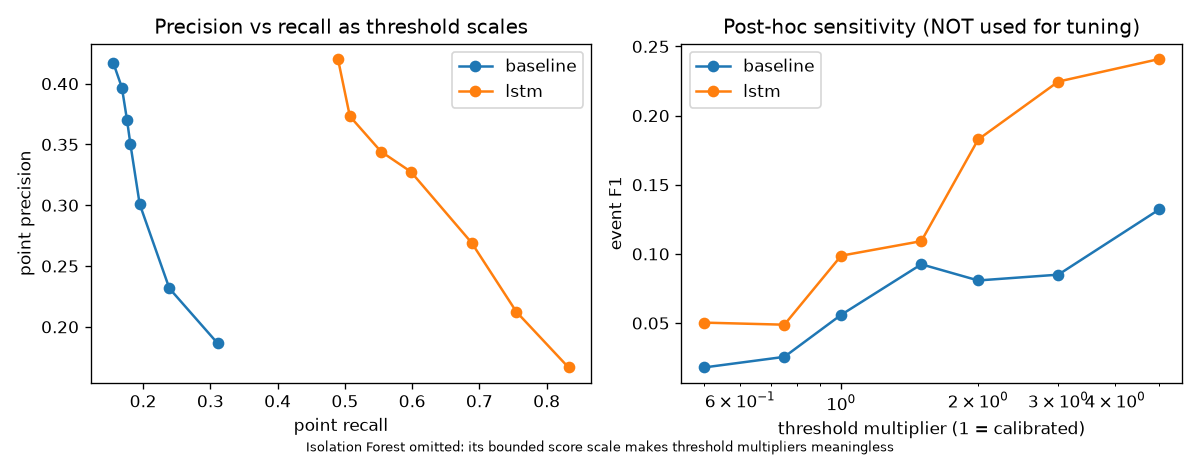 Precision vs recall as threshold scales
baseline
lstm
0.40
0.35
0.30
0.25
0.20
point precision
0.2 0.3 0.4 0.5 0.6 0.7 0.8
point recall
Post-hoc sensitivity (NOT used for tuning)
baseline
lstm
0.25
0.20
0.15
0.10
0.05
event F1
6 × 10⁻¹ 10⁰ 2 × 10⁰ 3 × 10⁰ 4 × 10⁰
threshold multiplier (1 = calibrated)
Isolation Forest omitted: its bounded score scale makes threshold multipliers meaningless